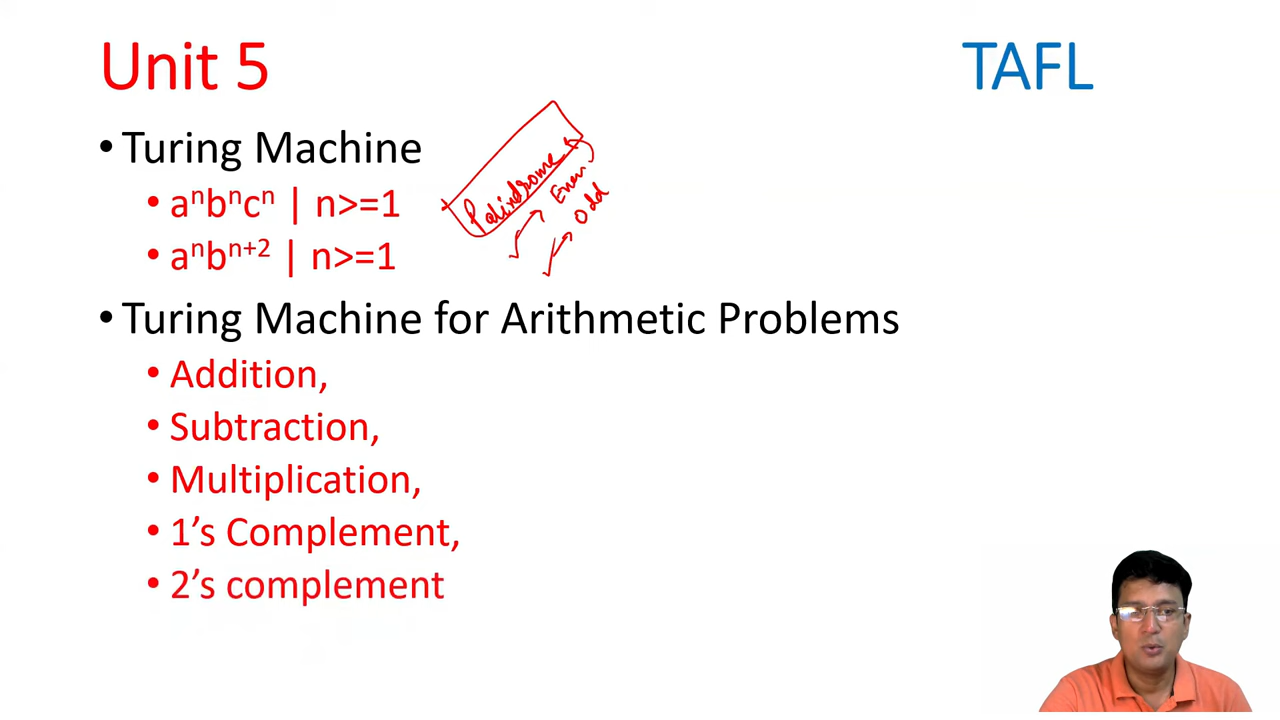 Unit 5
TAFL
• Turing Machine
• aⁿbⁿcⁿ | n>=1
• aⁿbⁿ⁺² | n>=1
Palindrome
Even
Odd
• Turing Machine for Arithmetic Problems
• Addition,
• Subtraction,
• Multiplication,
• 1’s Complement,
• 2’s complement